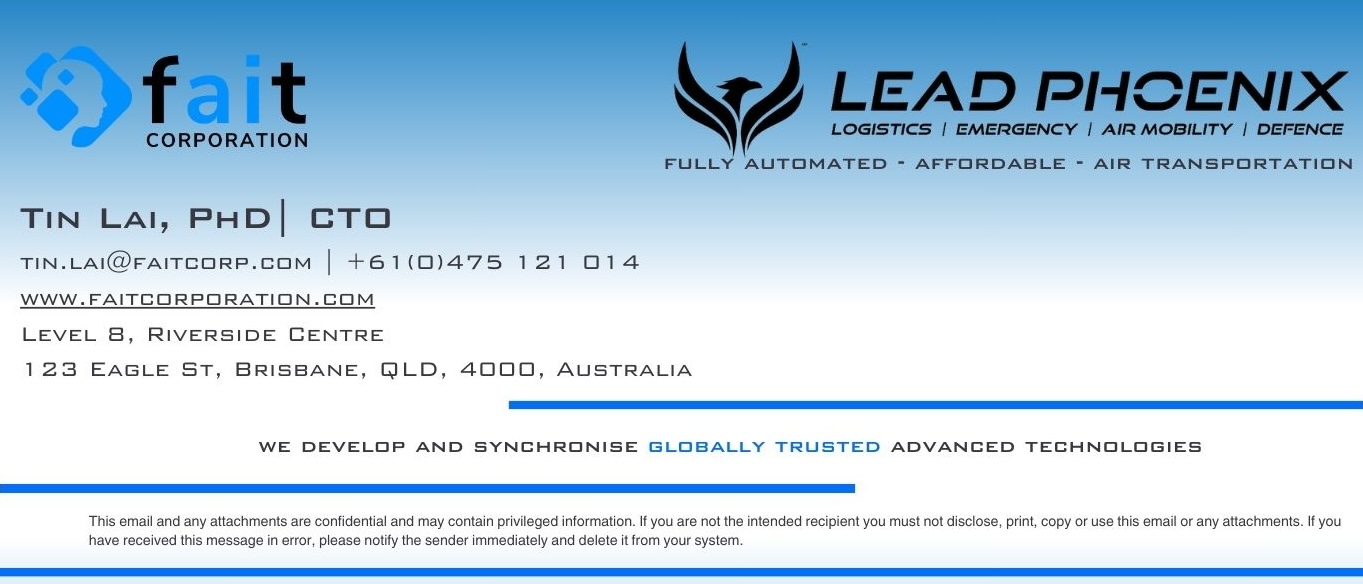 fait
CORPORATION
LEAD PHOENIX
LOGISTICS | EMERGENCY | AIR MOBILITY | DEFENCE
FULLY AUTOMATED - AFFORDABLE - AIR TRANSPORTATION
Tin Lai, PhD| CTO
tin.lai@faitcorp.com | +61(0)475 121 014
www.faitcorporation.com
Level 8, Riverside Centre
123 Eagle St, Brisbane, QLD, 4000, Australia
WE DEVELOP AND SYNCHRONISE GLOBALLY TRUSTED ADVANCED TECHNOLOGIES
This email and any attachments are confidential and may contain privileged information. If you are not the intended recipient you must not disclose, print, copy or use this email or any attachments. If you
have received this message in error, please notify the sender immediately and delete it from your system.